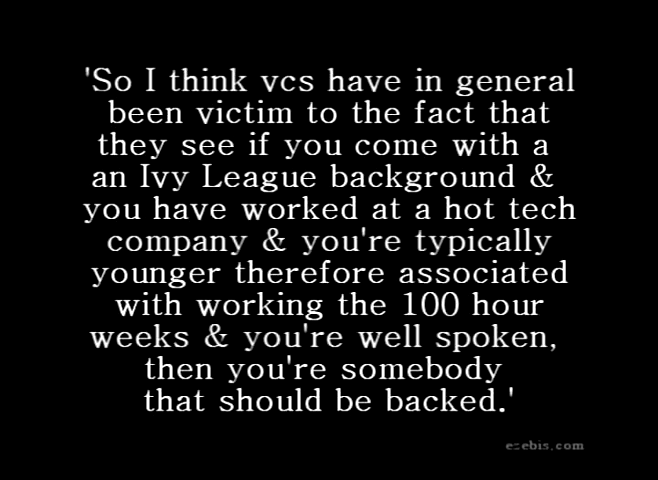 'So I think vcs have in general
been victim to the fact that
they see if you come with a
an Ivy League background &
you have worked at a hot tech
company & you're typically
younger therefore associated
with working the 100 hour
weeks & you're well spoken,
then you're somebody
that should be backed.'
ezebis.com